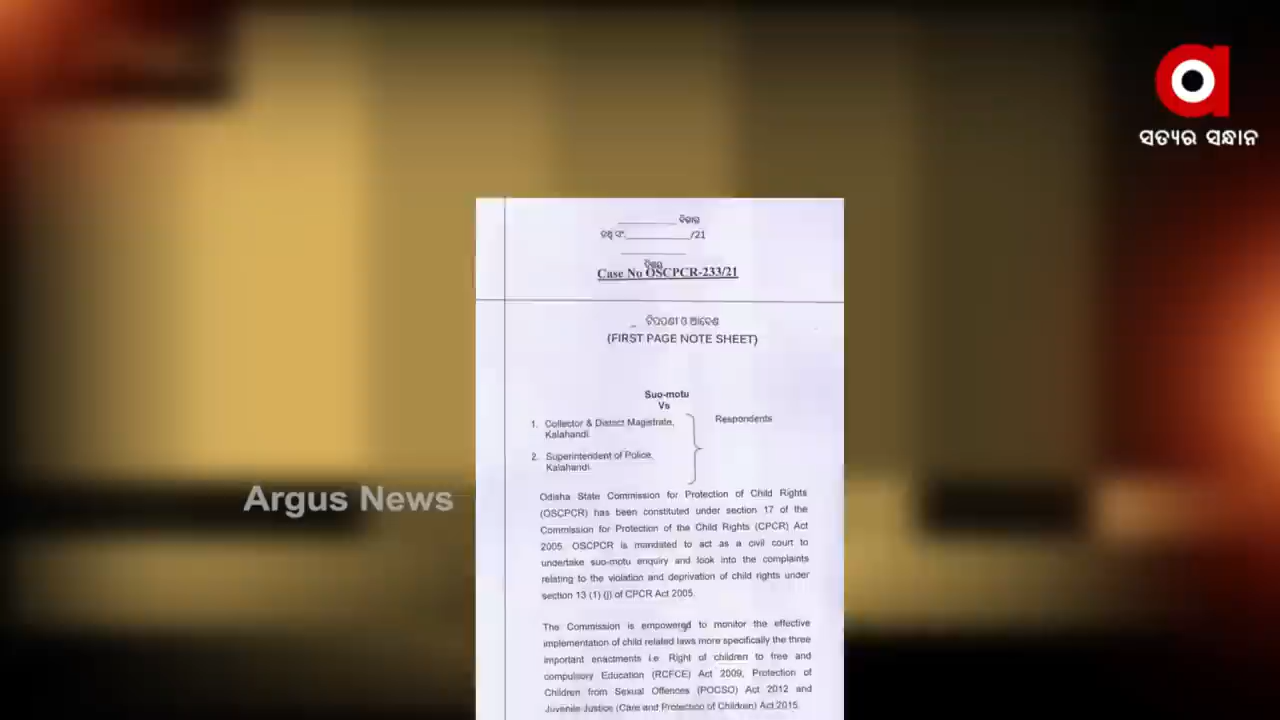 ସତ୍ୟର ସନ୍ଧାନ
ବିଭାଗ
ନଥି ସଂ. /21
ବିଷୟ
Case No OSCPCR-233/21
ଟିପପଣୀ ଓ ଆଦେଶ
(FIRST PAGE NOTE SHEET)
Suo-motu
Vs
1. Collector & District Magistrate, Respondents
Kalahandi.
2. Superintendent of Police,
Kalahandi.
Odisha State Commission for Protection of Child Rights
(OSCPCR) has been constituted under section 17 of the
Commission for Protection of the Child Rights (CPCR) Act
2005. OSCPCR is mandated to act as a civil court to
undertake suo-motu enquiry and look into the complaints
relating to the violation and deprivation of child rights under
section 13 (1) (j) of CPCR Act 2005.
Argus News
The Commission is empowered to monitor the effective
implementation of child related laws more specifically the three
important enactments i.e Right of children to free and
compulsory Education (RCFCE) Act 2009, Protection of
Children from Sexual Offences (POCSO) Act 2012 and
Juvenile Justice (Care and Protection of Children) Act 2015.